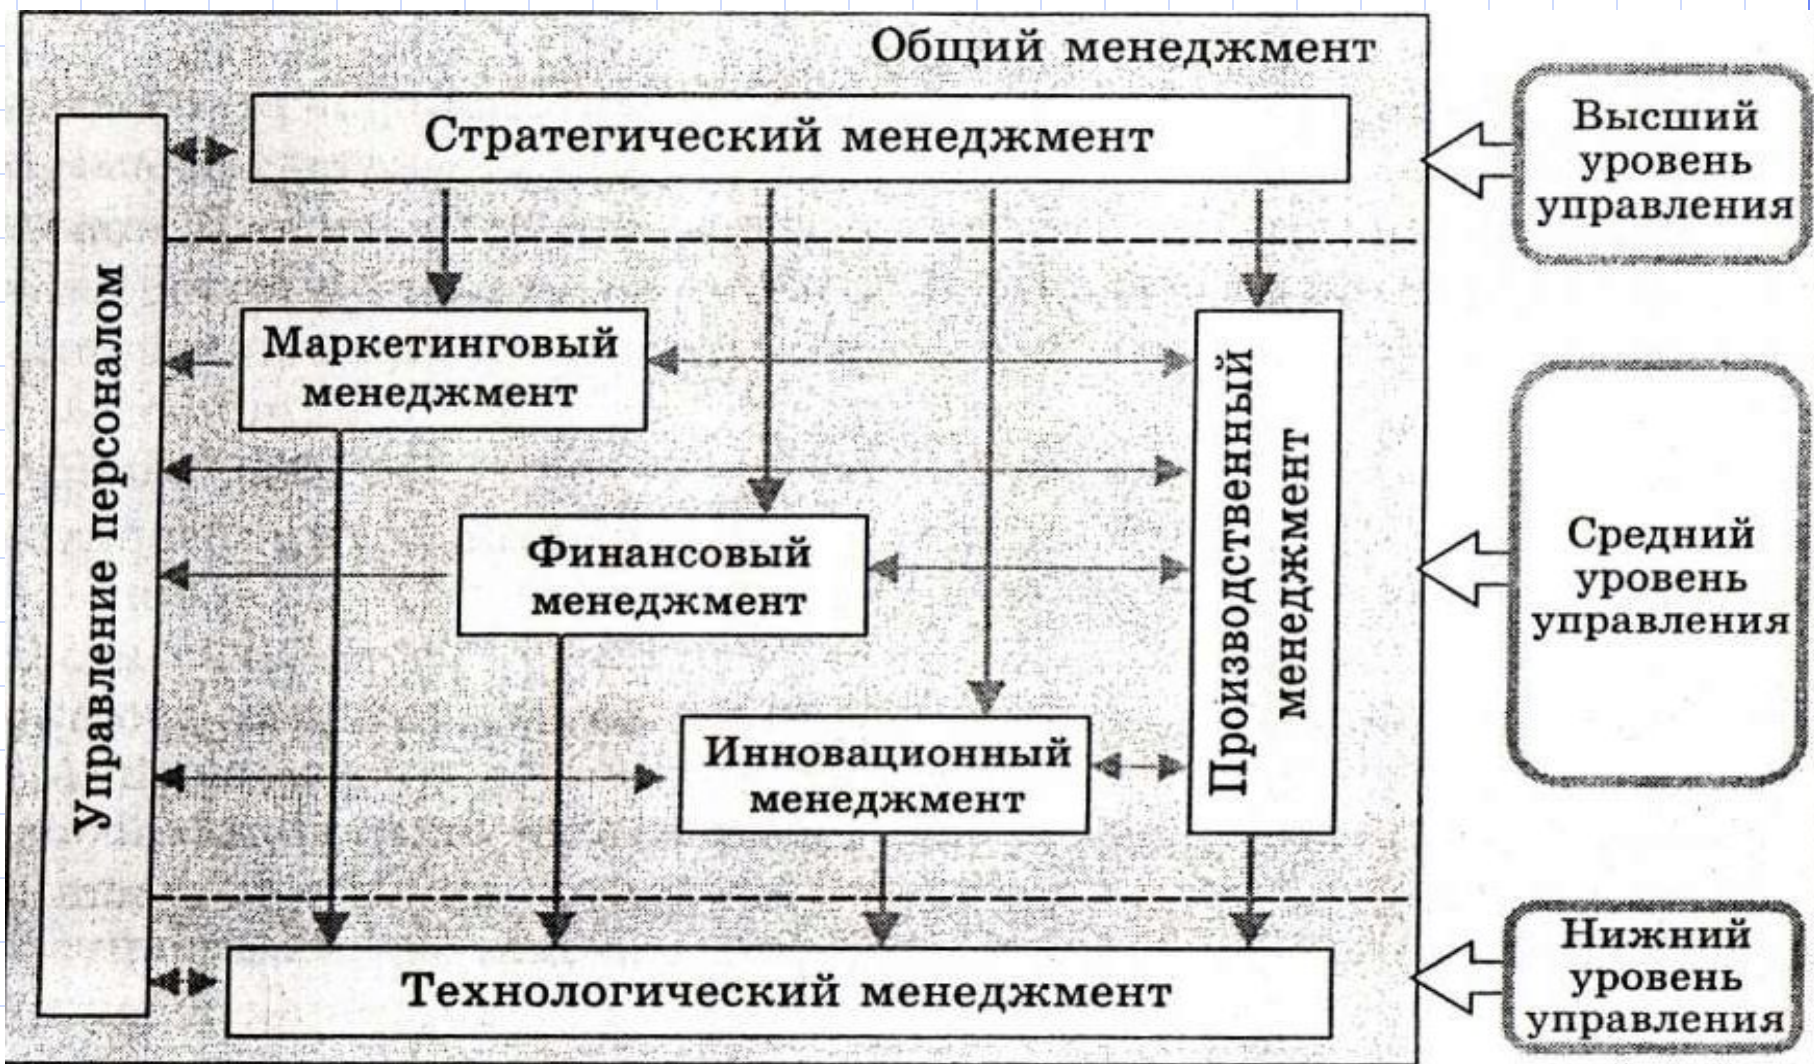 Общий менеджмент
Стратегический менеджмент
Высший
уровень
управления
Управление персоналом
Маркетинговый
менеджмент
Производственный
менеджмент
Финансовый
менеджмент
Средний
уровень
управления
Инновационный
менеджмент
Технологический менеджмент
Нижний
уровень
управления